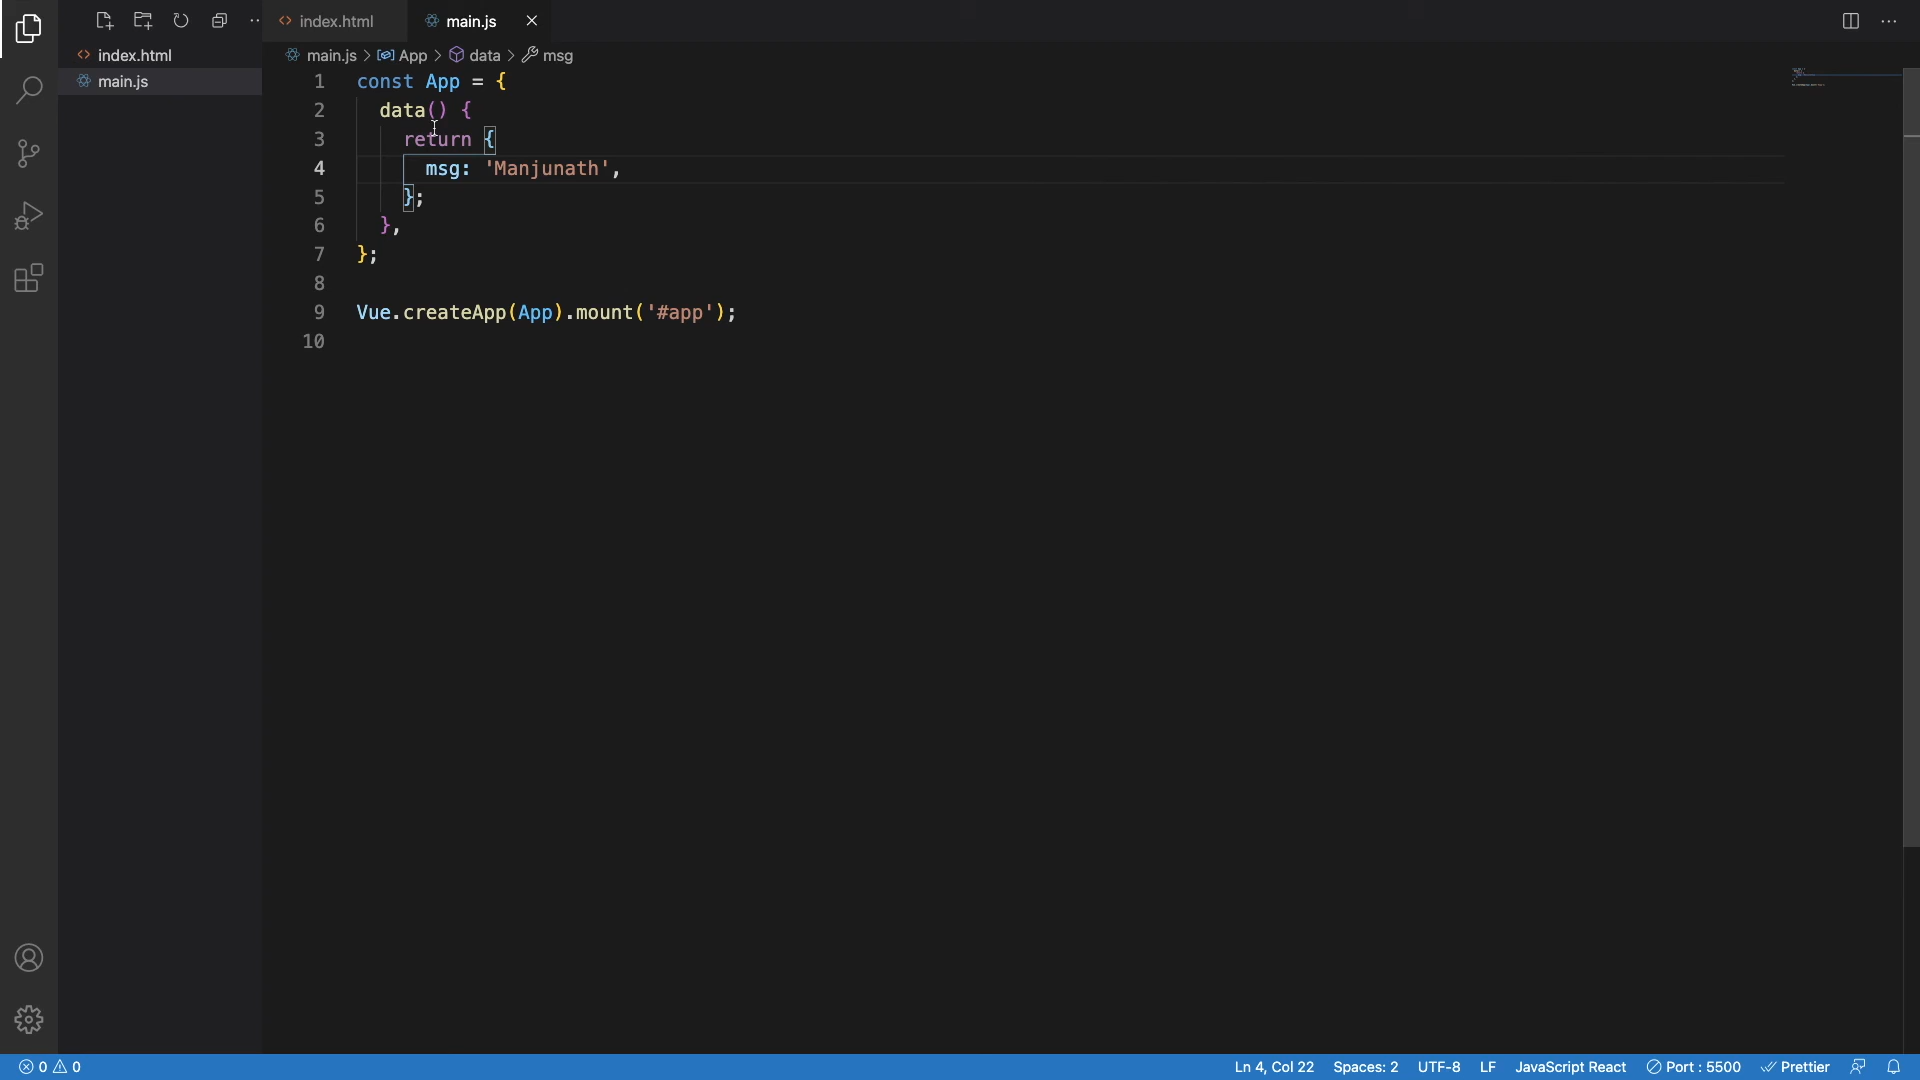 index.html
main.js
index.html
main.js
main.js > App > data > msg
1 const App = {
2 data() {
3 return {
4 msg: 'Manjunath',
5 };
6 },
7 };
8
9 Vue.createApp(App).mount('#app');
10
0 0 Ln 4, Col 22 Spaces: 2 UTF-8 LF JavaScript React Port : 5500 Prettier